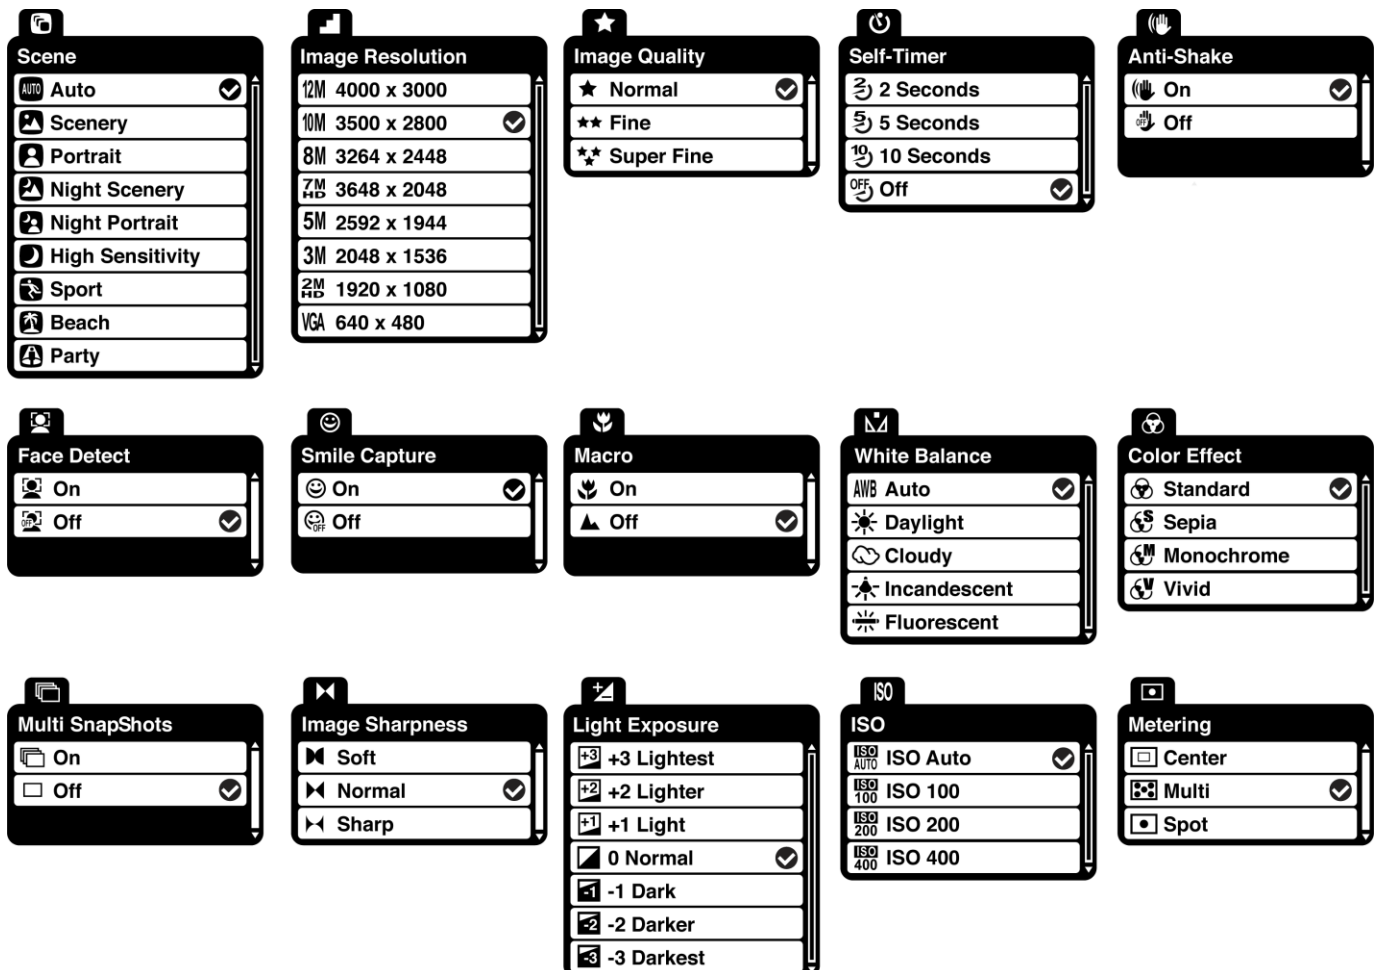 Scene
AUTO Auto
Scenery
Portrait
Night Scenery
Night Portrait
High Sensitivity
Sport
Beach
Party
Image Resolution
12M 4000 x 3000
10M 3500 x 2800
8M 3264 x 2448
7M HD 3648 x 2048
5M 2592 x 1944
3M 2048 x 1536
2M HD 1920 x 1080
VGA 640 x 480
Image Quality
Normal
Fine
Super Fine
Self-Timer
2 2 Seconds
5 5 Seconds
10 10 Seconds
OFF Off
Anti-Shake
On
OFF Off
Face Detect
On
OFF Off
Smile Capture
On
OFF Off
Macro
On
Off
White Balance
AWB Auto
Daylight
Cloudy
Incandescent
Fluorescent
Color Effect
Standard
S Sepia
M Monochrome
V Vivid
Multi SnapShots
On
Off
Image Sharpness
Soft
Normal
Sharp
Light Exposure
+3 +3 Lightest
+2 +2 Lighter
+1 +1 Light
0 Normal
-1 -1 Dark
-2 -2 Darker
-3 -3 Darkest
ISO
ISO
ISO AUTO ISO Auto
ISO 100 ISO 100
ISO 200 ISO 200
ISO 400 ISO 400
Metering
Center
Multi
Spot